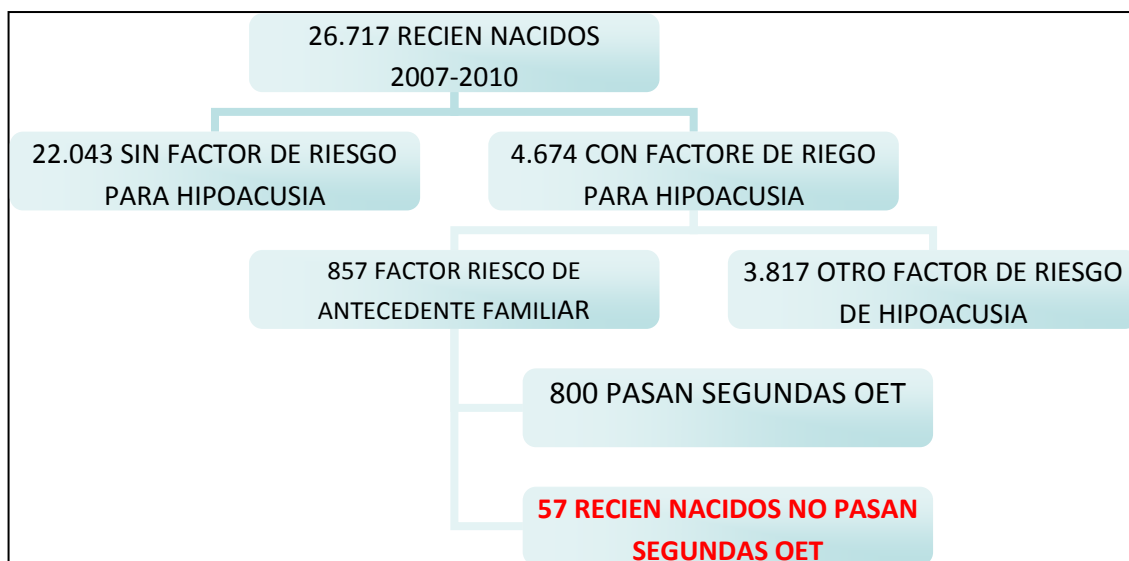 26.717 RECIEN NACIDOS
2007-2010
22.043 SIN FACTOR DE RIESGO
PARA HIPOACUSIA
4.674 CON FACTORE DE RIEGO
PARA HIPOACUSIA
857 FACTOR RIESCO DE
ANTECEDENTE FAMILIAR
3.817 OTRO FACTOR DE RIESGO
DE HIPOACUSIA
800 PASAN SEGUNDAS OET
57 RECIEN NACIDOS NO PASAN
SEGUNDAS OET